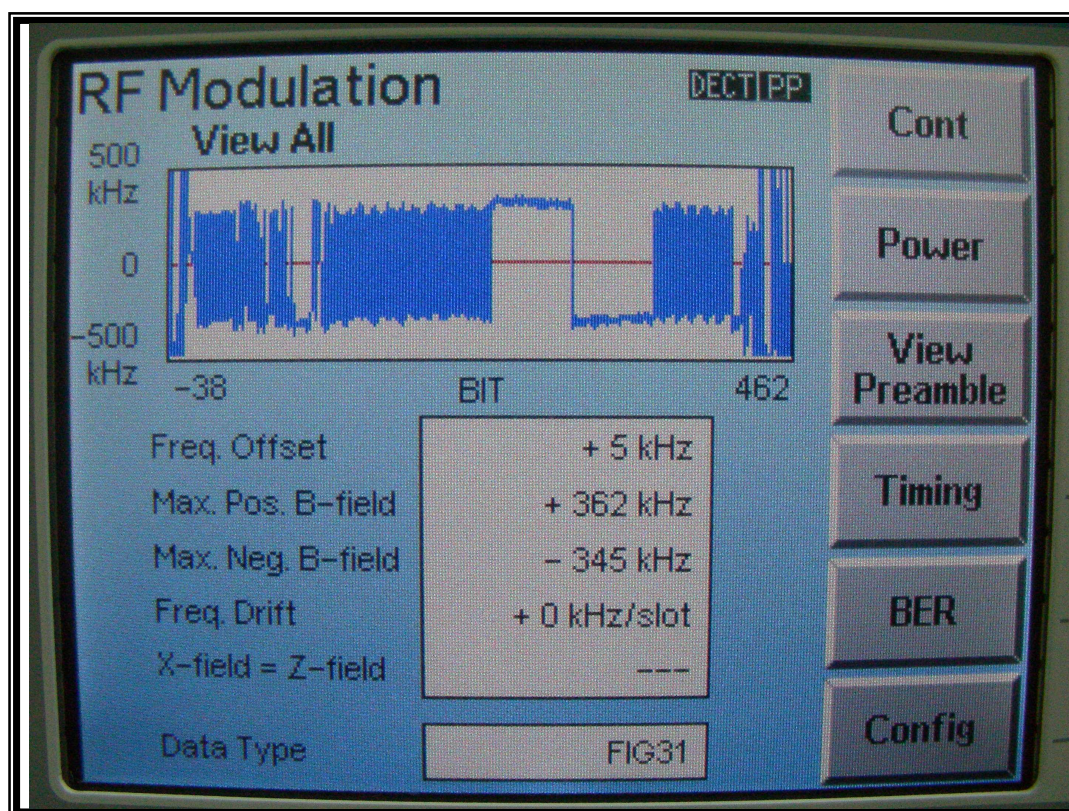 RF Modulation DECT PP
View All
500
kHz
0
-500
kHz
-38 BIT 462
Freq. Offset + 5 kHz
Max. Pos. B-field + 362 kHz
Max. Neg. B-field - 345 kHz
Freq. Drift + 0 kHz/slot
X-field = Z-field ---
Data Type FIG31
Cont
Power
View
Preamble
Timing
BER
Config